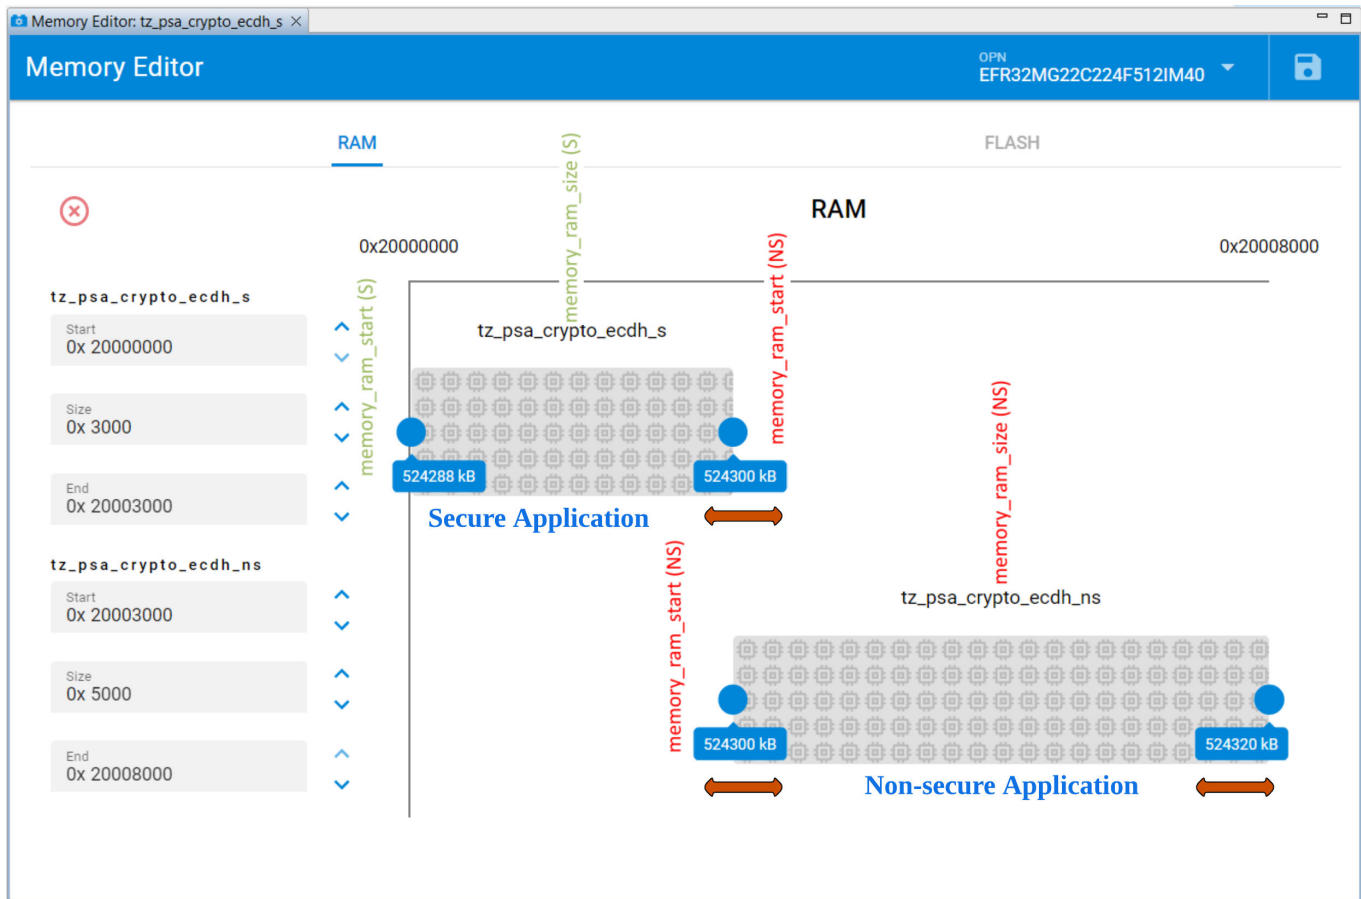 Memory Editor: tz_psa_crypto_ecdh_s
Memory Editor
OPN
EFR32MG22C224F512IM40
RAM
FLASH
RAM
0x20000000
0x20008000
memory_ram_size (S)
memory_ram_start (S)
memory_ram_start (NS)
tz_psa_crypto_ecdh_s
Start
0x 20000000
Size
0x 3000
End
0x 20003000
tz_psa_crypto_ecdh_s
524288 kB
524300 kB
Secure Application
tz_psa_crypto_ecdh_ns
Start
0x 20003000
Size
0x 5000
End
0x 20008000
memory_ram_start (NS)
memory_ram_size (NS)
tz_psa_crypto_ecdh_ns
524300 kB
524320 kB
Non-secure Application